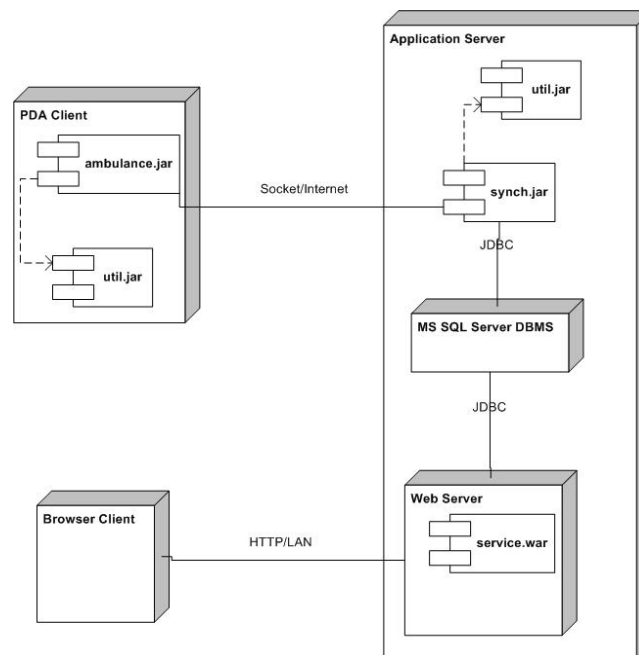 Application Server
util.jar
PDA Client
ambulance.jar
Socket/Internet
synch.jar
JDBC
util.jar
MS SQL Server DBMS
JDBC
Web Server
Browser Client
HTTP/LAN
service.war